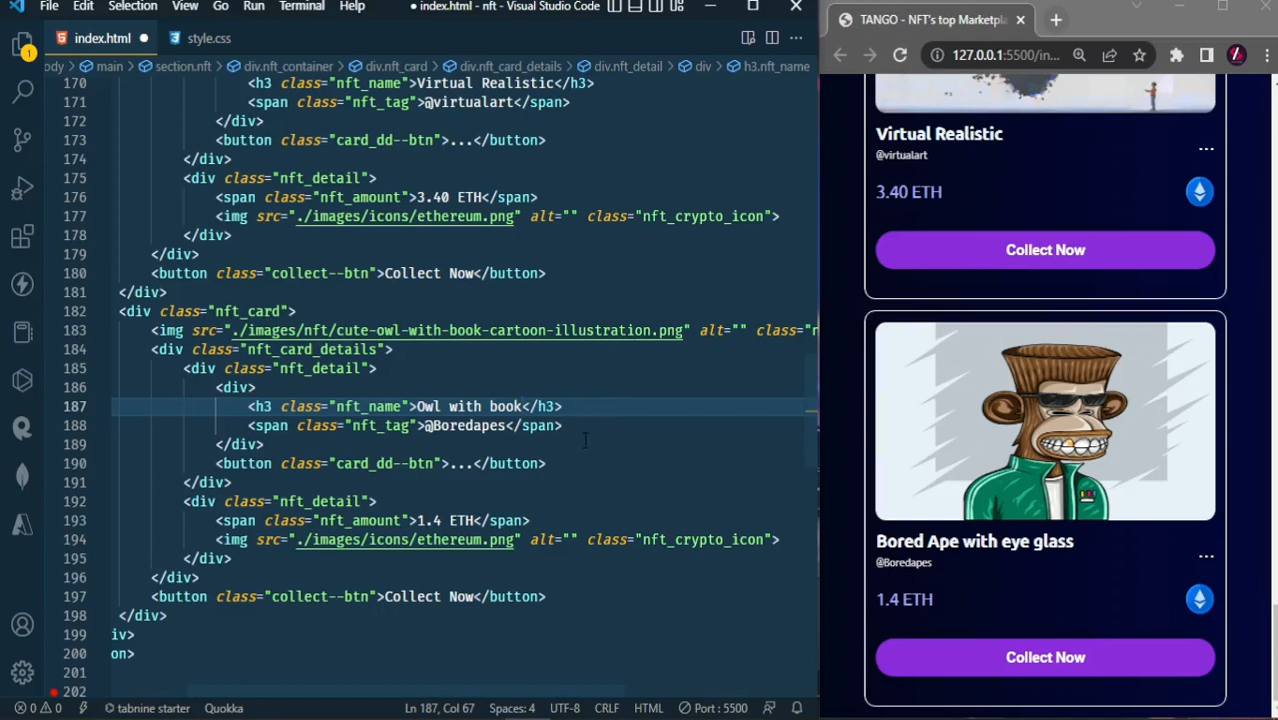 File Edit Selection View Go Run Terminal Help
● index.html - nft - Visual Studio Code
index.html ●
style.css
ody > main > section.nft > div.nft_container > div.nft_card > div.nft_card_details > div.nft_detail > div > h3.nft_name
170 <h3 class="nft_name">Virtual Realistic</h3>
171 <span class="nft_tag">@virtualart</span>
172 </div>
173 <button class="card_dd--btn">...</button>
174 </div>
175 <div class="nft_detail">
176 <span class="nft_amount">3.40 ETH</span>
177 <img src="./images/icons/ethereum.png" alt="" class="nft_crypto_icon">
178 </div>
179 </div>
180 <button class="collect--btn">Collect Now</button>
181 </div>
182 <div class="nft_card">
183 <img src="./images/nft/cute-owl-with-book-cartoon-illustration.png" alt="" class="n
184 <div class="nft_card_details">
185 <div class="nft_detail">
186 <div>
187 <h3 class="nft_name">Owl with book</h3>
188 <span class="nft_tag">@Boredapes</span>
189 </div>
190 <button class="card_dd--btn">...</button>
191 </div>
192 <div class="nft_detail">
193 <span class="nft_amount">1.4 ETH</span>
194 <img src="./images/icons/ethereum.png" alt="" class="nft_crypto_icon">
195 </div>
196 </div>
197 <button class="collect--btn">Collect Now</button>
198 </div>
199 iv>
200 on>
201
202
1
0 0 tabnine starter Quokka Ln 187, Col 67 Spaces: 4 UTF-8 CRLF HTML Port : 5500
TANGO - NFT's top Marketpla
127.0.0.1:5500/in...
Virtual Realistic
@virtualart
...
3.40 ETH
Collect Now
Bored Ape with eye glass
@Boredapes
...
1.4 ETH
Collect Now